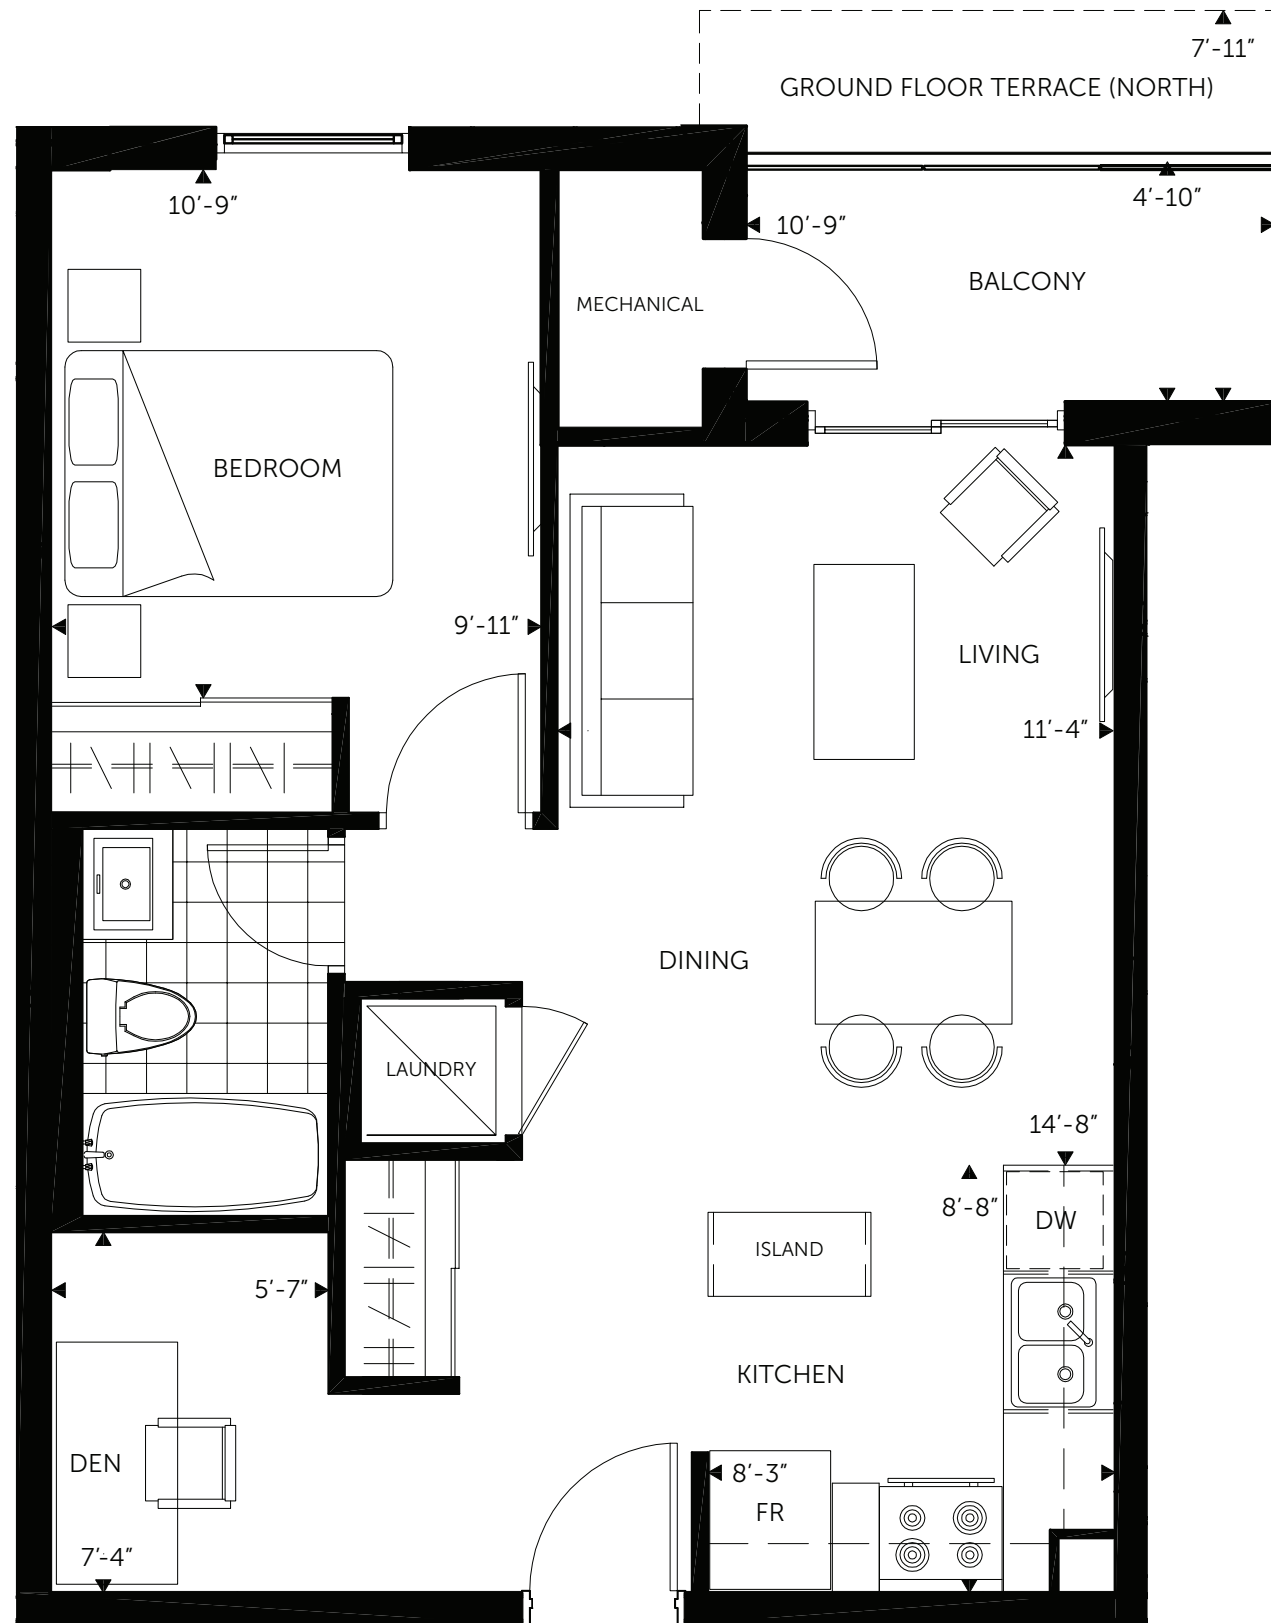 7'-11"
GROUND FLOOR TERRACE (NORTH)
10'-9"
4'-10"
10'-9"
BALCONY
MECHANICAL
BEDROOM
9'-11"
LIVING
11'-4"
DINING
LAUNDRY
14'-8"
8'-8"
DW
ISLAND
5'-7"
KITCHEN
DEN
8'-3"
FR
7'-4"